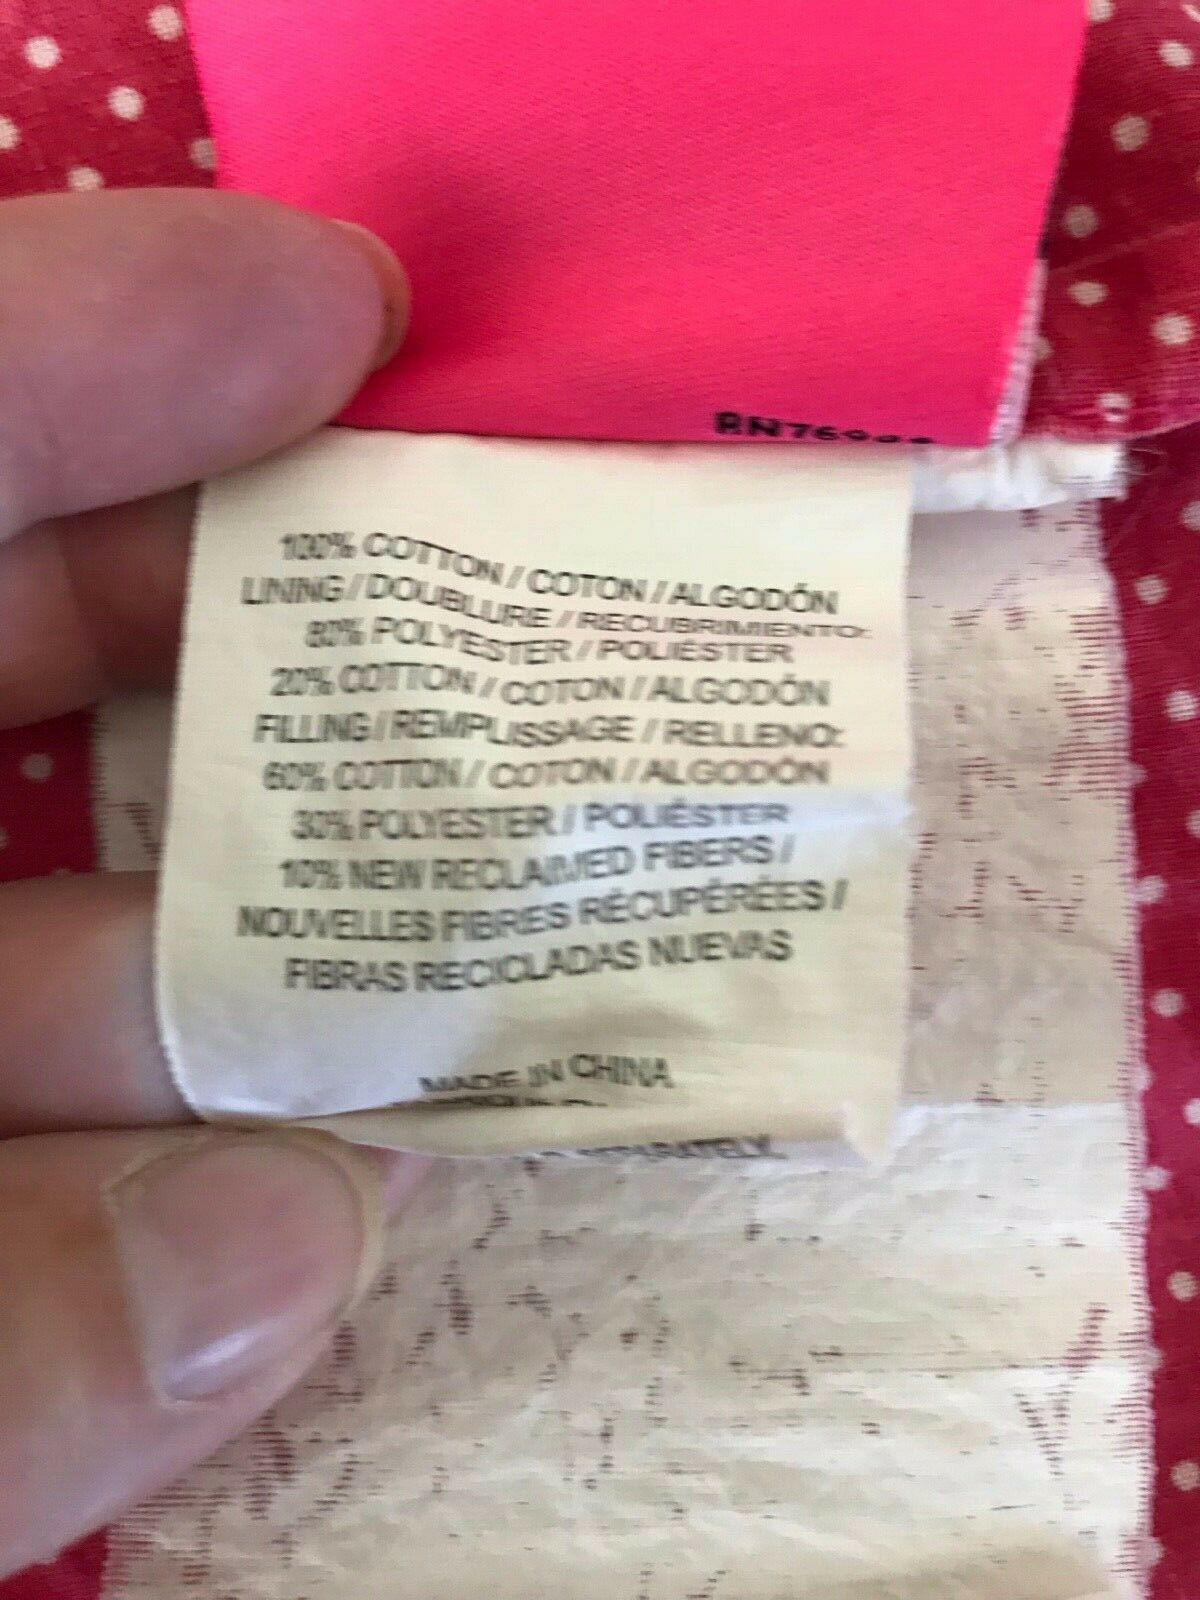 100% COTTON / COTON / ALGODÓN
LINING / DOUBLURE / RECUBRIMIENTO:
80% POLYESTER / POLIÉSTER
20% COTTON / COTON / ALGODÓN
FILLING / REMPLISSAGE / RELLENO:
60% COTTON / COTON / ALGODÓN
30% POLYESTER / POLIÉSTER
10% NEW RECLAIMED FIBERS /
NOUVELLES FIBRES RÉCUPÉRÉES /
FIBRAS RECICLADAS NUEVAS
MADE IN CHINA
SEPARATELY.